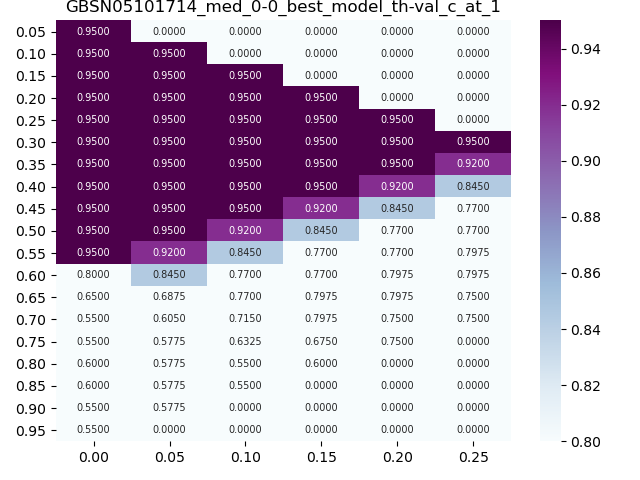 GBSN05101714_med_0-0_best_model_th-val_c_at_1
0.05 0.9500 0.0000 0.0000 0.0000 0.0000 0.0000
0.10 0.9500 0.9500 0.0000 0.0000 0.0000 0.0000
0.15 0.9500 0.9500 0.9500 0.0000 0.0000 0.0000
0.20 0.9500 0.9500 0.9500 0.9500 0.0000 0.0000
0.25 0.9500 0.9500 0.9500 0.9500 0.9500 0.0000
0.30 0.9500 0.9500 0.9500 0.9500 0.9500 0.9500
0.35 0.9500 0.9500 0.9500 0.9500 0.9500 0.9200
0.40 0.9500 0.9500 0.9500 0.9500 0.9200 0.8450
0.45 0.9500 0.9500 0.9500 0.9200 0.8450 0.7700
0.50 0.9500 0.9500 0.9200 0.8450 0.7700 0.7700
0.55 0.9500 0.9200 0.8450 0.7700 0.7700 0.7975
0.60 0.8000 0.8450 0.7700 0.7700 0.7975 0.7975
0.65 0.6500 0.6875 0.7700 0.7975 0.7975 0.7500
0.70 0.5500 0.6050 0.7150 0.7975 0.7500 0.7500
0.75 0.5500 0.5775 0.6325 0.6750 0.7500 0.0000
0.80 0.6000 0.5775 0.5500 0.0000 0.0000 0.0000
0.85 0.6000 0.5775 0.5500 0.0000 0.0000 0.0000
0.90 0.5500 0.5775 0.0000 0.0000 0.0000 0.0000
0.95 0.5500 0.0000 0.0000 0.0000 0.0000 0.0000
0.00 0.05 0.10 0.15 0.20 0.25
0.94
0.92
0.90
0.88
0.86
0.84
0.82
0.80